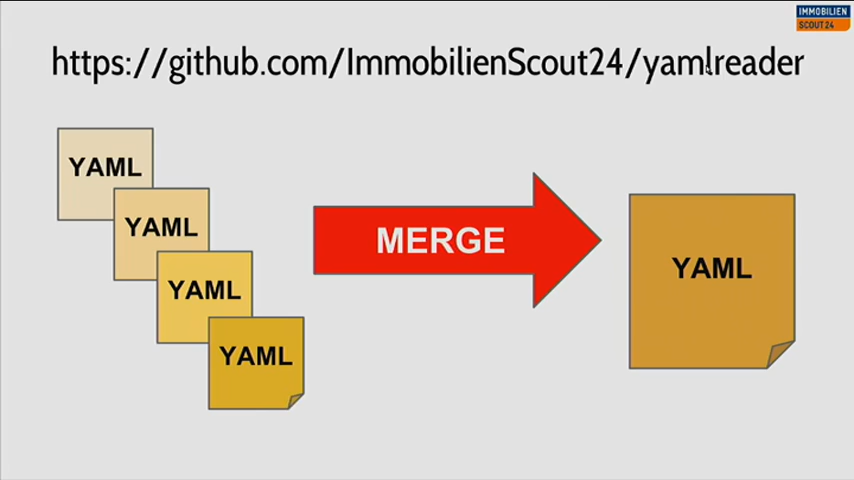 IMMOBILIEN
SCOUT24
https://github.com/ImmobilienScout24/yamlreader
YAML
YAML
YAML
YAML
MERGE
YAML